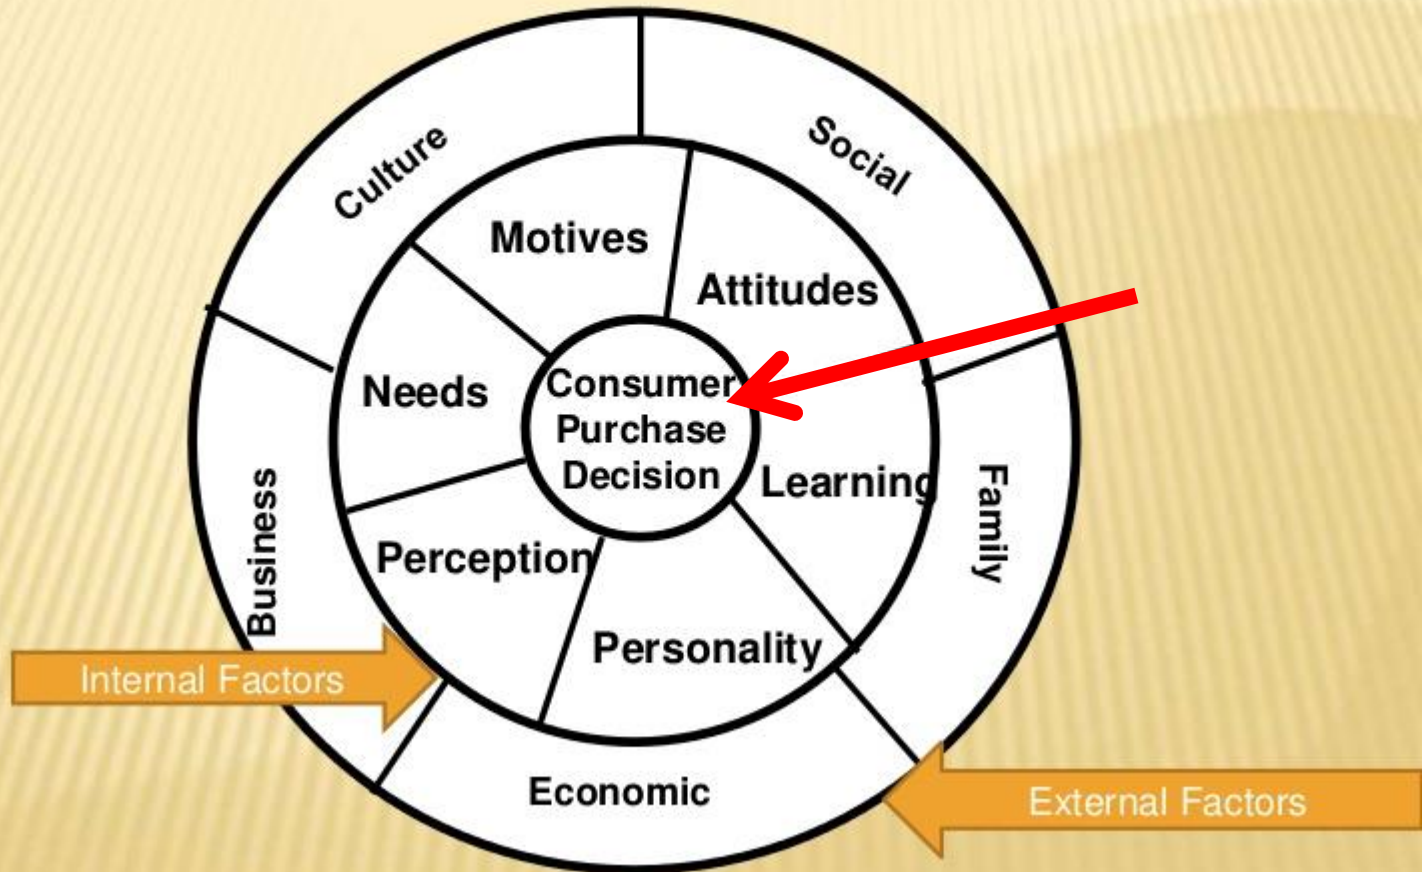 Culture
Social
Motives
Attitudes
Needs
Consumer
Purchase
Decision
Learning
Family
Business
Perception
Personality
Internal Factors
Economic
External Factors